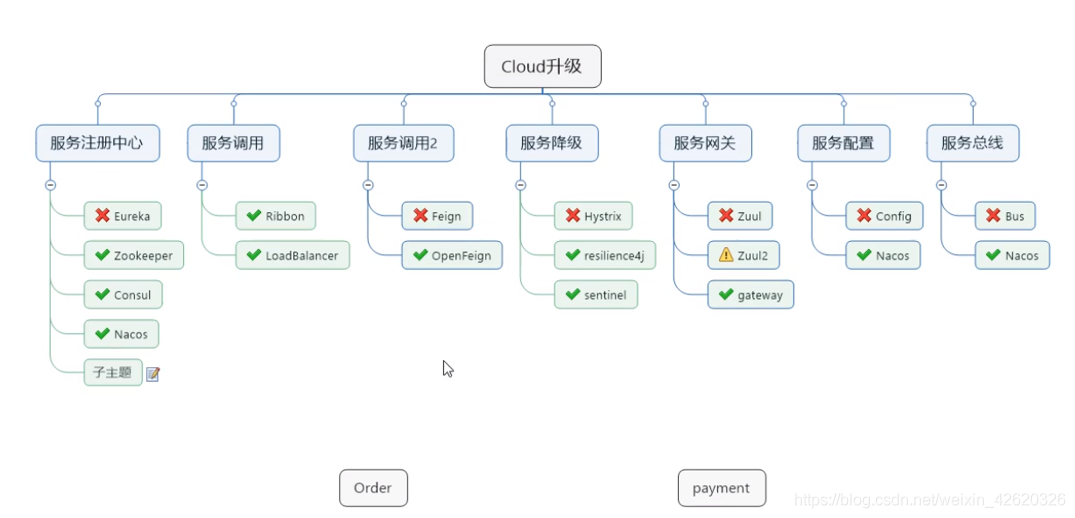 Cloud升级
服务注册中心
服务调用
服务调用2
服务降级
服务网关
服务配置
服务总线
Eureka
Zookeeper
Consul
Nacos
子主题
Ribbon
LoadBalancer
Feign
OpenFeign
Hystrix
resilience4j
sentinel
Zuul
Zuul2
gateway
Config
Nacos
Bus
Nacos
Order
payment
https://blog.csdn.net/weixin_42620326